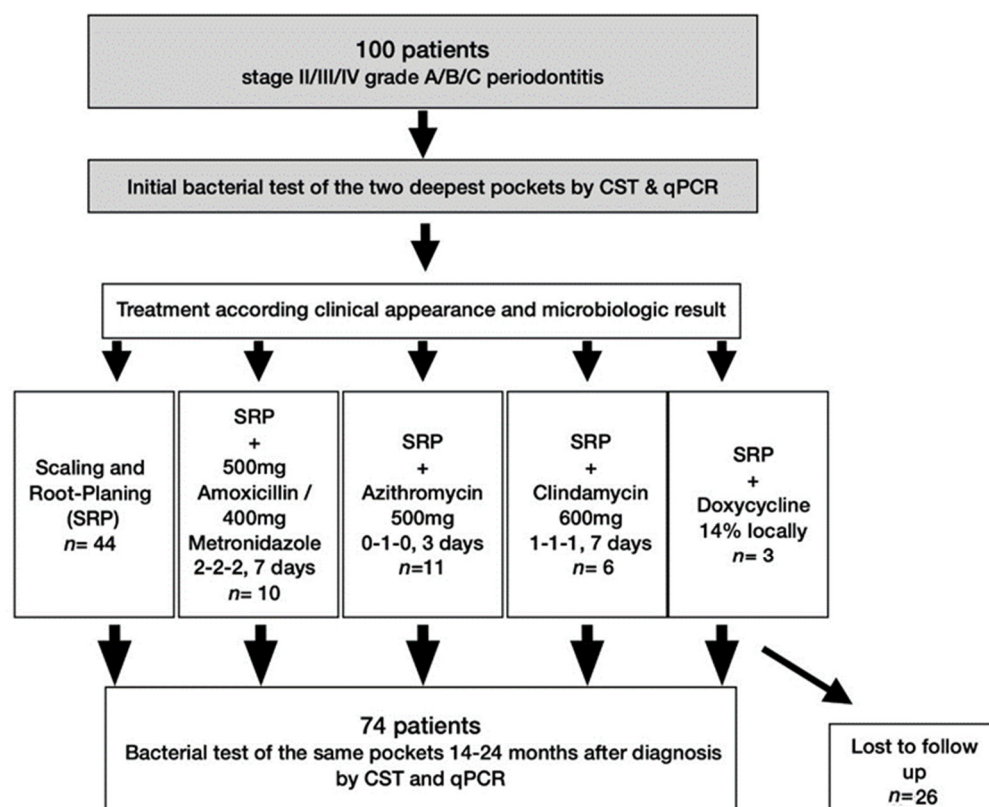 100 patients
stage II/III/IV grade A/B/C periodontitis
Initial bacterial test of the two deepest pockets by CST & qPCR
Treatment according clinical appearance and microbiologic result
Scaling and
Root-Planing
(SRP)
n= 44
SRP
+
500mg
Amoxicillin /
400mg
Metronidazole
2-2-2, 7 days
n= 10
SRP
+
Azithromycin
500mg
0-1-0, 3 days
n=11
SRP
+
Clindamycin
600mg
1-1-1, 7 days
n= 6
SRP
+
Doxycycline
14% locally
n= 3
74 patients
Bacterial test of the same pockets 14-24 months after diagnosis
by CST and qPCR
Lost to follow
up
n=26